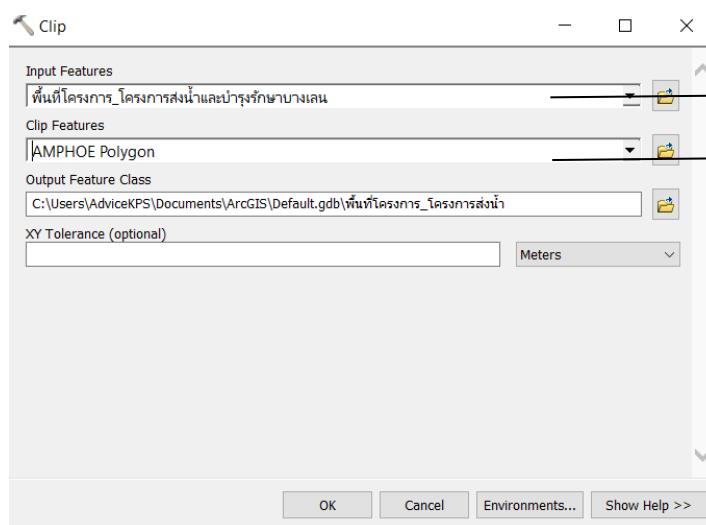 Clip
Input Features
พื้นที่โครงการ_โครงการส่งน้ำและบำรุงรักษาบางเลน
Clip Features
AMPHOE Polygon
Output Feature Class
C:\Users\AdviceKPS\Documents\ArcGIS\Default.gdb\พื้นที่โครงการ_โครงการส่งน้ำ
XY Tolerance (optional)
Meters
OK Cancel Environments... Show Help >>